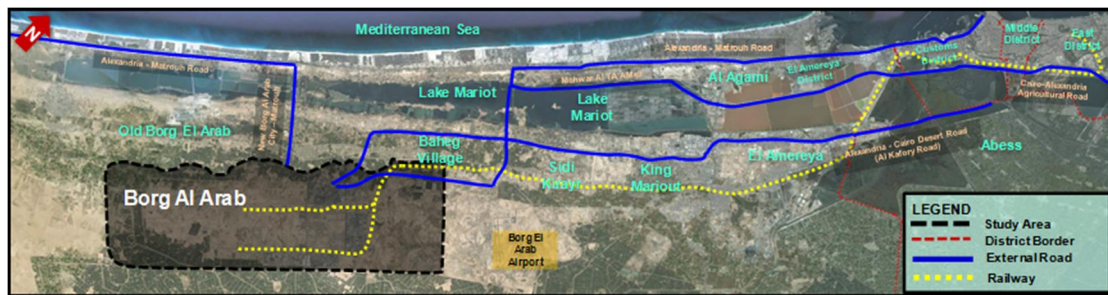 N
Mediterranean Sea
Middle
District
East
District
Customs
District
Alexandria - Matrouh Road
Alexandria - Matrouh Road
Al Agami
El Amereya
District
Cairo-Alexandria
Agricultural Road
Lake Mariot
Lake
Mariot
Old Borg El Arab
Baheg
Village
Alexandria - Cairo Desert Road
(Al Kafory Road)
Abess
El Amereya
King
Mariout
Borg Al Arab
Borg El
Arab
Airport
LEGEND
Study Area
District Border
External Road
Railway